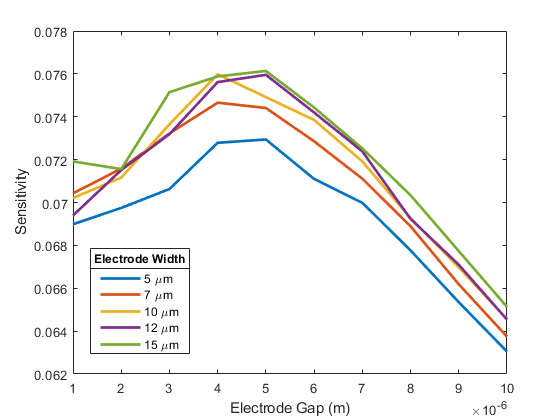 0.078
0.076
0.074
0.072
0.07
0.068
0.066
0.064
0.062
Sensitivity
Electrode Width
5 μm
7 μm
10 μm
12 μm
15 μm
1 2 3 4 5 6 7 8 9 10
Electrode Gap (m)
×10⁻⁶